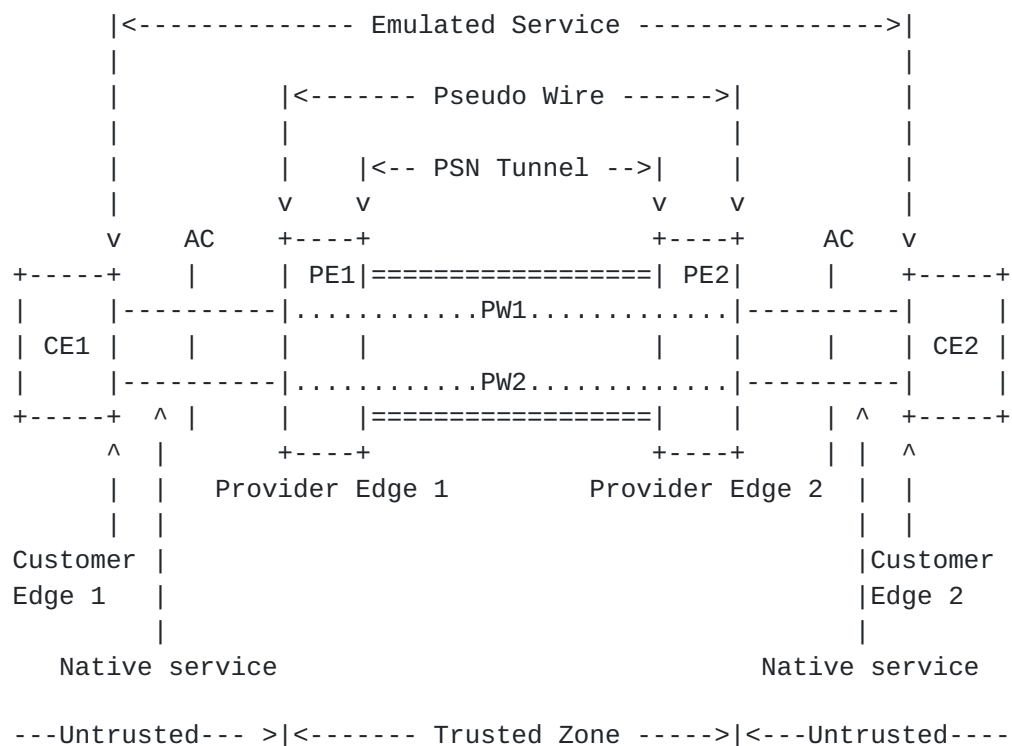 |<-------------- Emulated Service ---------------->|
|<------- Pseudo Wire ------>|
|<-- PSN Tunnel -->|
AC AC
PE1 PE2
PW1
CE1 CE2
PW2
Provider Edge 1 Provider Edge 2
Customer Customer
Edge 1 Edge 2
Native service Native service
---Untrusted--- >|<------- Trusted Zone ----->|<---Untrusted----